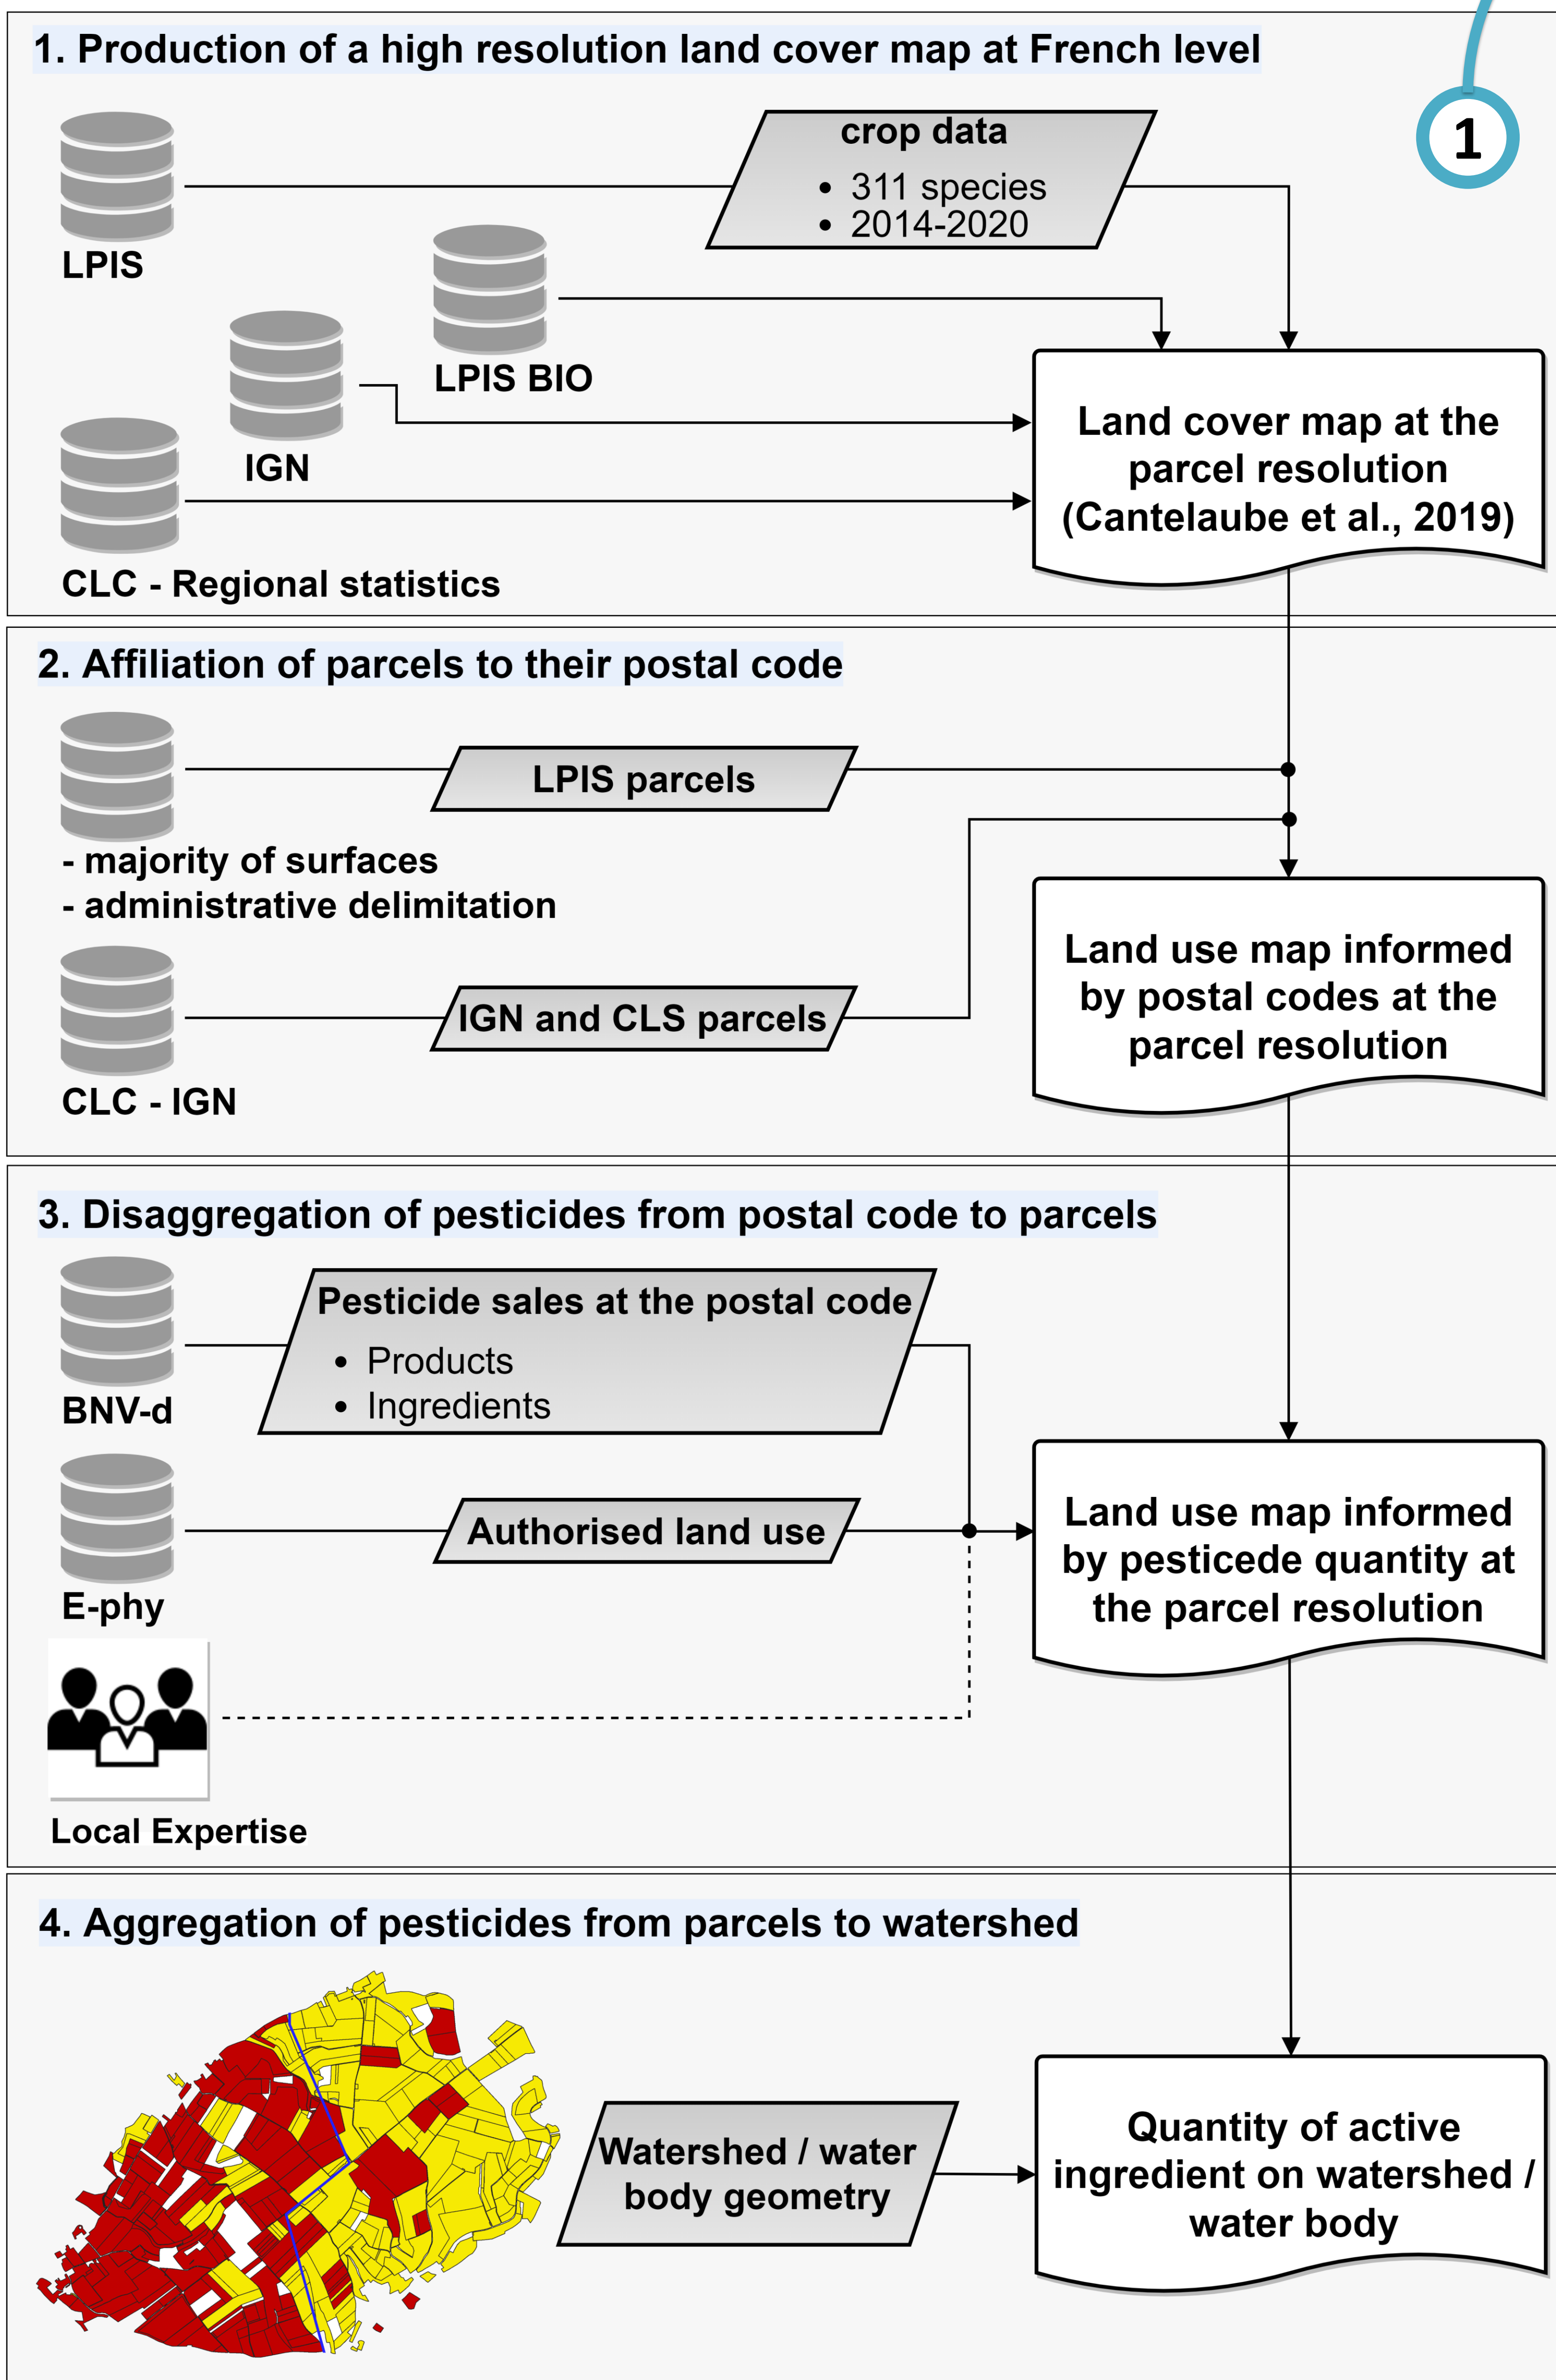 1. Production of a high resolution land cover map at French level
1
crop data
• 311 species
• 2014-2020
LPIS
LPIS BIO
IGN
CLC - Regional statistics
Land cover map at the
parcel resolution
(Cantelaube et al., 2019)
2. Affiliation of parcels to their postal code
LPIS parcels
- majority of surfaces
- administrative delimitation
IGN and CLS parcels
CLC - IGN
Land use map informed
by postal codes at the
parcel resolution
3. Disaggregation of pesticides from postal code to parcels
Pesticide sales at the postal code
• Products
• Ingredients
BNV-d
Authorised land use
E-phy
Local Expertise
Land use map informed
by pesticede quantity at
the parcel resolution
4. Aggregation of pesticides from parcels to watershed
Watershed / water
body geometry
Quantity of active
ingredient on watershed /
water body